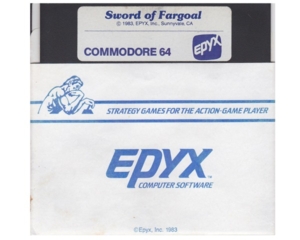 Sword of Fargoal
© 1983, EPYX, Inc., Sunnyvale, CA
COMMODORE 64
EPYX
STRATEGY GAMES FOR THE ACTION-GAME PLAYER
EPYX™
COMPUTER SOFTWARE
©Epyx, Inc. 1983